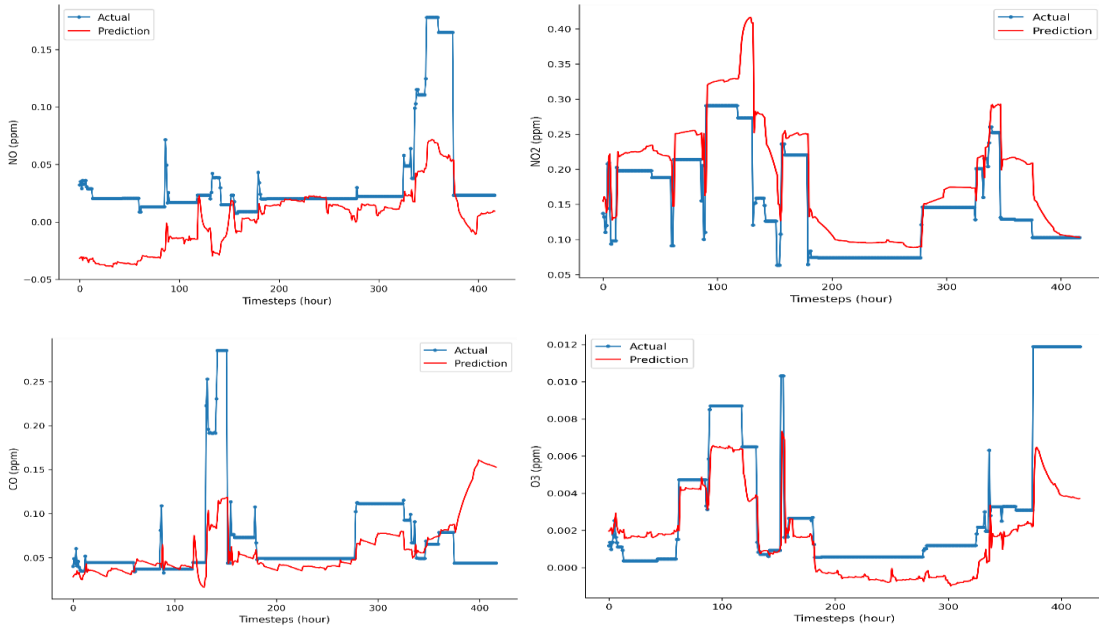 Actual
Prediction
0.15
0.10
0.05
0.00
−0.05
NO (ppm)
0 100 200 300 400
Timesteps (hour)
Actual
Prediction
0.40
0.35
0.30
0.25
0.20
0.15
0.10
0.05
NO2 (ppm)
0 100 200 300 400
Timesteps (hour)
Actual
Prediction
0.25
0.20
0.15
0.10
0.05
CO (ppm)
0 100 200 300 400
Timesteps (hour)
Actual
Prediction
0.012
0.010
0.008
0.006
0.004
0.002
0.000
O3 (ppm)
0 100 200 300 400
Timesteps (hour)